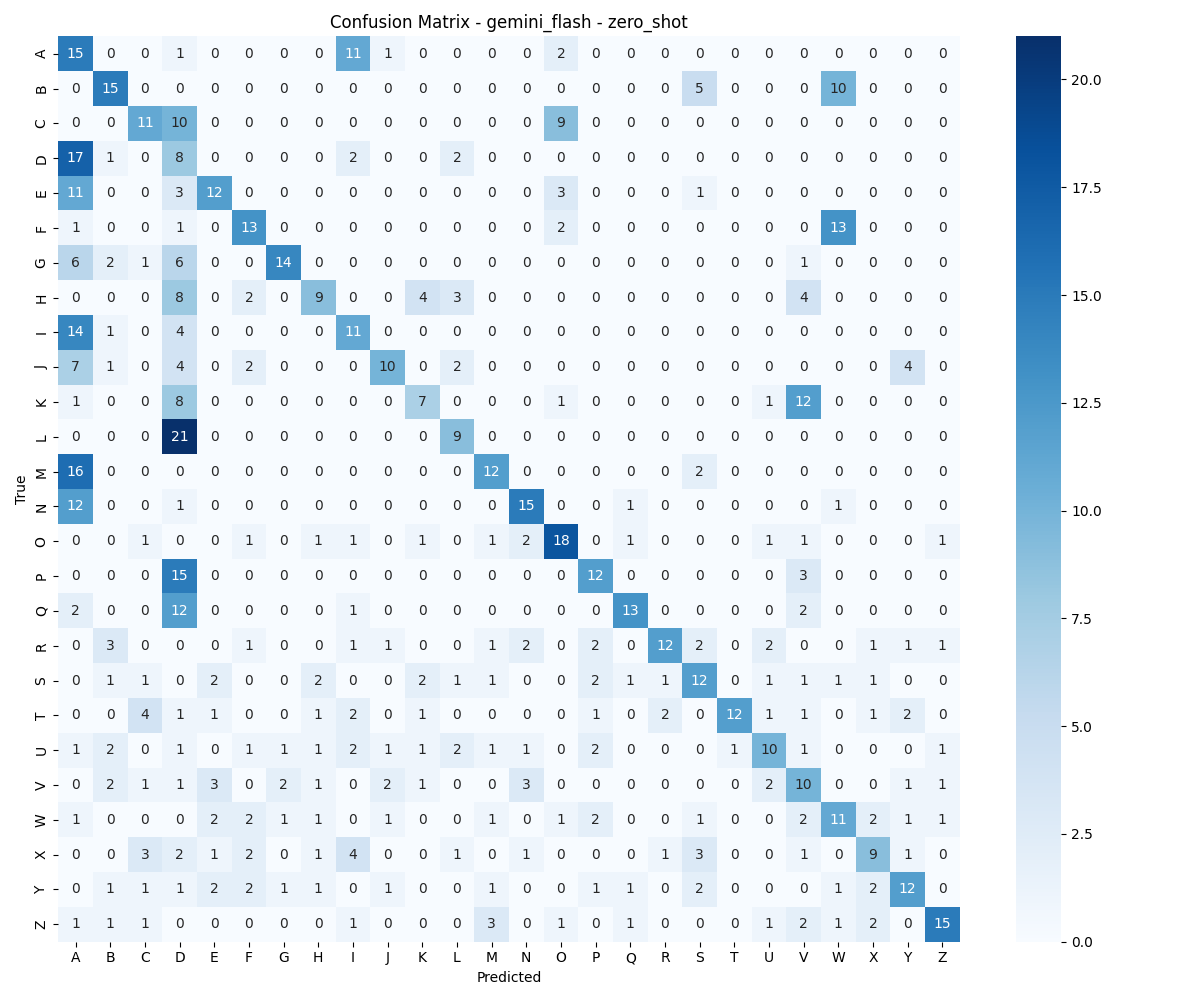 Confusion Matrix - gemini_flash - zero_shot
A 15 0 0 1 0 0 0 0 11 1 0 0 0 0 2 0 0 0 0 0 0 0 0 0 0 0
B 0 15 0 0 0 0 0 0 0 0 0 0 0 0 0 0 0 0 5 0 0 0 10 0 0 0
C 0 0 11 10 0 0 0 0 0 0 0 0 0 0 9 0 0 0 0 0 0 0 0 0 0 0
D 17 1 0 8 0 0 0 0 2 0 0 2 0 0 0 0 0 0 0 0 0 0 0 0 0 0
E 11 0 0 3 12 0 0 0 0 0 0 0 0 0 3 0 0 0 1 0 0 0 0 0 0 0
F 1 0 0 1 0 13 0 0 0 0 0 0 0 0 2 0 0 0 0 0 0 0 13 0 0 0
G 6 2 1 6 0 0 14 0 0 0 0 0 0 0 0 0 0 0 0 0 0 1 0 0 0 0
H 0 0 0 8 0 2 0 9 0 0 4 3 0 0 0 0 0 0 0 0 0 4 0 0 0 0
I 14 1 0 4 0 0 0 0 11 0 0 0 0 0 0 0 0 0 0 0 0 0 0 0 0 0
J 7 1 0 4 0 2 0 0 0 10 0 2 0 0 0 0 0 0 0 0 0 0 0 0 4 0
K 1 0 0 8 0 0 0 0 0 0 7 0 0 0 1 0 0 0 0 0 1 12 0 0 0 0
L 0 0 0 21 0 0 0 0 0 0 0 9 0 0 0 0 0 0 0 0 0 0 0 0 0 0
M 16 0 0 0 0 0 0 0 0 0 0 0 12 0 0 0 0 0 2 0 0 0 0 0 0 0
N 12 0 0 1 0 0 0 0 0 0 0 0 0 15 0 0 1 0 0 0 0 0 1 0 0 0
O 0 0 1 0 0 1 0 1 1 0 1 0 1 2 18 0 1 0 0 0 1 1 0 0 0 1
P 0 0 0 15 0 0 0 0 0 0 0 0 0 0 0 12 0 0 0 0 0 3 0 0 0 0
Q 2 0 0 12 0 0 0 0 1 0 0 0 0 0 0 0 13 0 0 0 0 2 0 0 0 0
R 0 3 0 0 0 1 0 0 1 1 0 0 1 2 0 2 0 12 2 0 2 0 0 1 1 1
S 0 1 1 0 2 0 0 2 0 0 2 1 1 0 0 2 1 1 12 0 1 1 1 1 0 0
T 0 0 4 1 1 0 0 1 2 0 1 0 0 0 0 1 0 2 0 12 1 1 0 1 2 0
U 1 2 0 1 0 1 1 1 2 1 1 2 1 1 0 2 0 0 0 1 10 1 0 0 0 1
V 0 2 1 1 3 0 2 1 0 2 1 0 0 3 0 0 0 0 0 0 2 10 0 0 1 1
W 1 0 0 0 2 2 1 1 0 1 0 0 1 0 1 2 0 0 1 0 0 2 11 2 1 1
X 0 0 3 2 1 2 0 1 4 0 0 1 0 1 0 0 0 1 3 0 0 1 0 9 1 0
Y 0 1 1 1 2 2 1 1 0 1 0 0 1 0 0 1 1 0 2 0 0 0 1 2 12 0
Z 1 1 1 0 0 0 0 0 1 0 0 0 3 0 1 0 1 0 0 0 1 2 1 2 0 15
A B C D E F G H I J K L M N O P Q R S T U V W X Y Z
Predicted
True
20.0
17.5
15.0
12.5
10.0
7.5
5.0
2.5
0.0